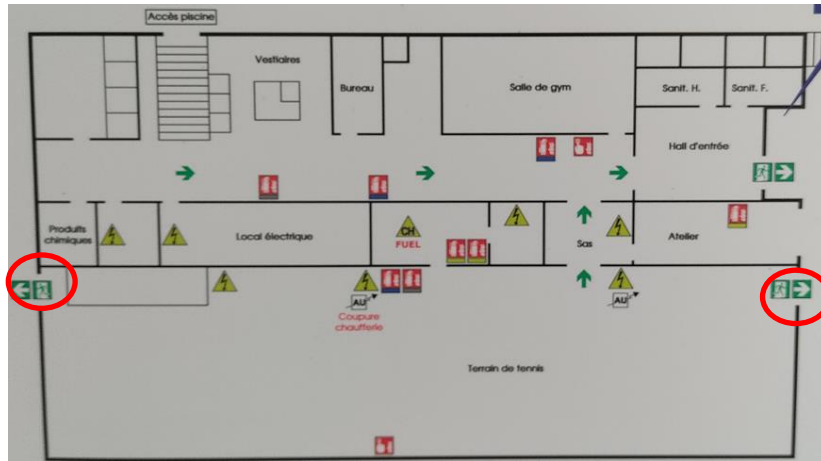 Accès piscine
Vestiaires
Bureau
Salle de gym
Sanit. H.
Sanit. F.
Hall d'entrée
Produits
chimiques
Local électrique
CH
FUEL
Sas
Atelier
AU
Coupure
chaufferie
AU
Terrain de tennis